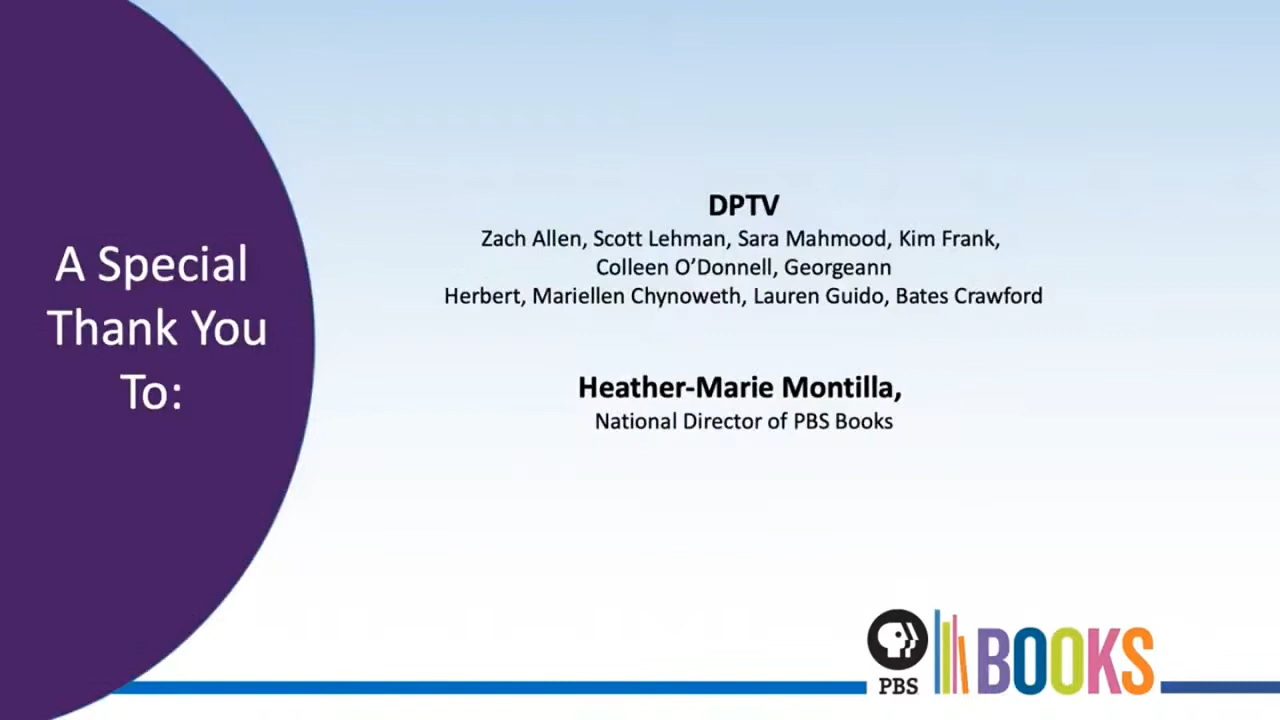 A Special
Thank You
To:
DPTV
Zach Allen, Scott Lehman, Sara Mahmood, Kim Frank,
Colleen O’Donnell, Georgeann
Herbert, Mariellen Chynoweth, Lauren Guido, Bates Crawford
Heather-Marie Montilla,
National Director of PBS Books
PBS
BOOKS